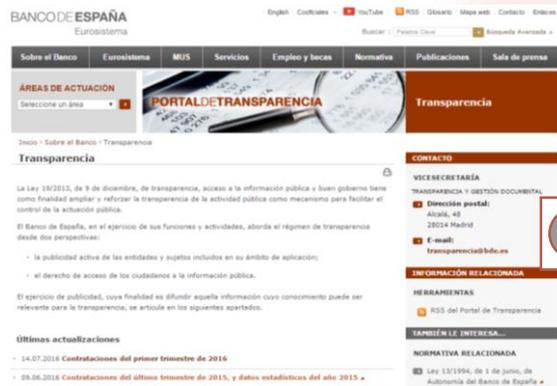 BANCO DE ESPAÑA
Eurosistema
English Cooficiales YouTube RSS Glosario Mapa web Contacto Enlaces
Buscar : Palabra Clave Búsqueda Avanzada »
Sobre el Banco Eurosistema MUS Servicios Empleo y becas Normativa Publicaciones Sala de prensa
ÁREAS DE ACTUACIÓN
Seleccione un área
PORTALDETRANSPARENCIA
Transparencia
Inicio › Sobre el Banco › Transparencia
Transparencia
La Ley 19/2013, de 9 de diciembre, de transparencia, acceso a la información pública y buen gobierno tiene
como finalidad ampliar y reforzar la transparencia de la actividad pública como mecanismo para facilitar el
control de la actuación pública.
El Banco de España, en el ejercicio de sus funciones y actividades, aborda el régimen de transparencia
desde dos perspectivas:
la publicidad activa de las entidades y sujetos incluidos en su ámbito de aplicación;
el derecho de acceso de los ciudadanos a la información pública.
El ejercicio de publicidad, cuya finalidad es difundir aquella información cuyo conocimiento puede ser
relevante para la transparencia, se articula en los siguientes apartados.
Últimas actualizaciones
14.07.2016 Contrataciones del primer trimestre de 2016
09.06.2016 Contrataciones del último trimestre de 2015, y datos estadísticos del año 2015
CONTACTO
VICESECRETARÍA
TRANSPARENCIA Y GESTIÓN DOCUMENTAL
Dirección postal:
Alcalá, 48
28014 Madrid
E-mail:
transparencia@bde.es
INFORMACIÓN RELACIONADA
HERRAMIENTAS
RSS del Portal de Transparencia
TAMBIÉN LE INTERESA...
NORMATIVA RELACIONADA
Ley 13/1994, de 1 de junio, de
Autonomía del Banco de España